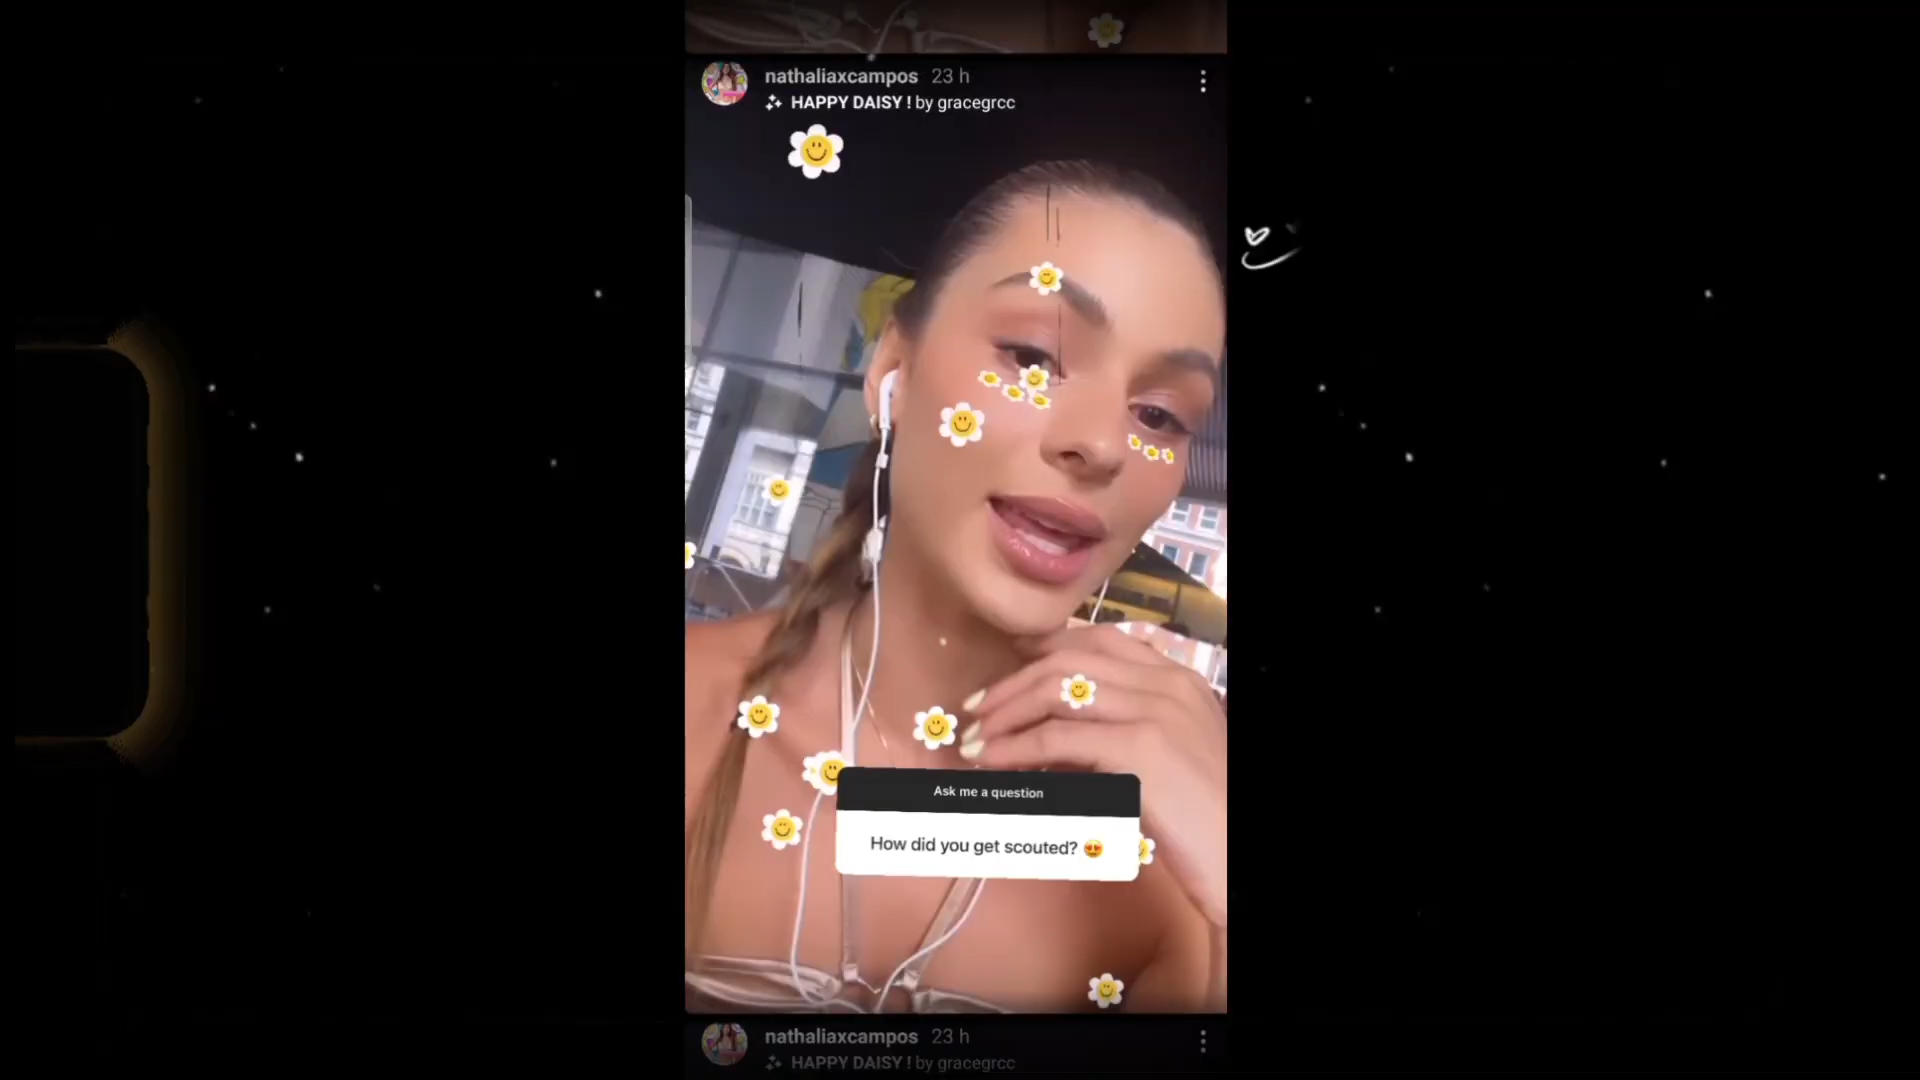 nathaliaxcampos 23 h
HAPPY DAISY ! by gracegrcc
Ask me a question
How did you get scouted? 😍
nathaliaxcampos 23 h
HAPPY DAISY ! by gracegrcc